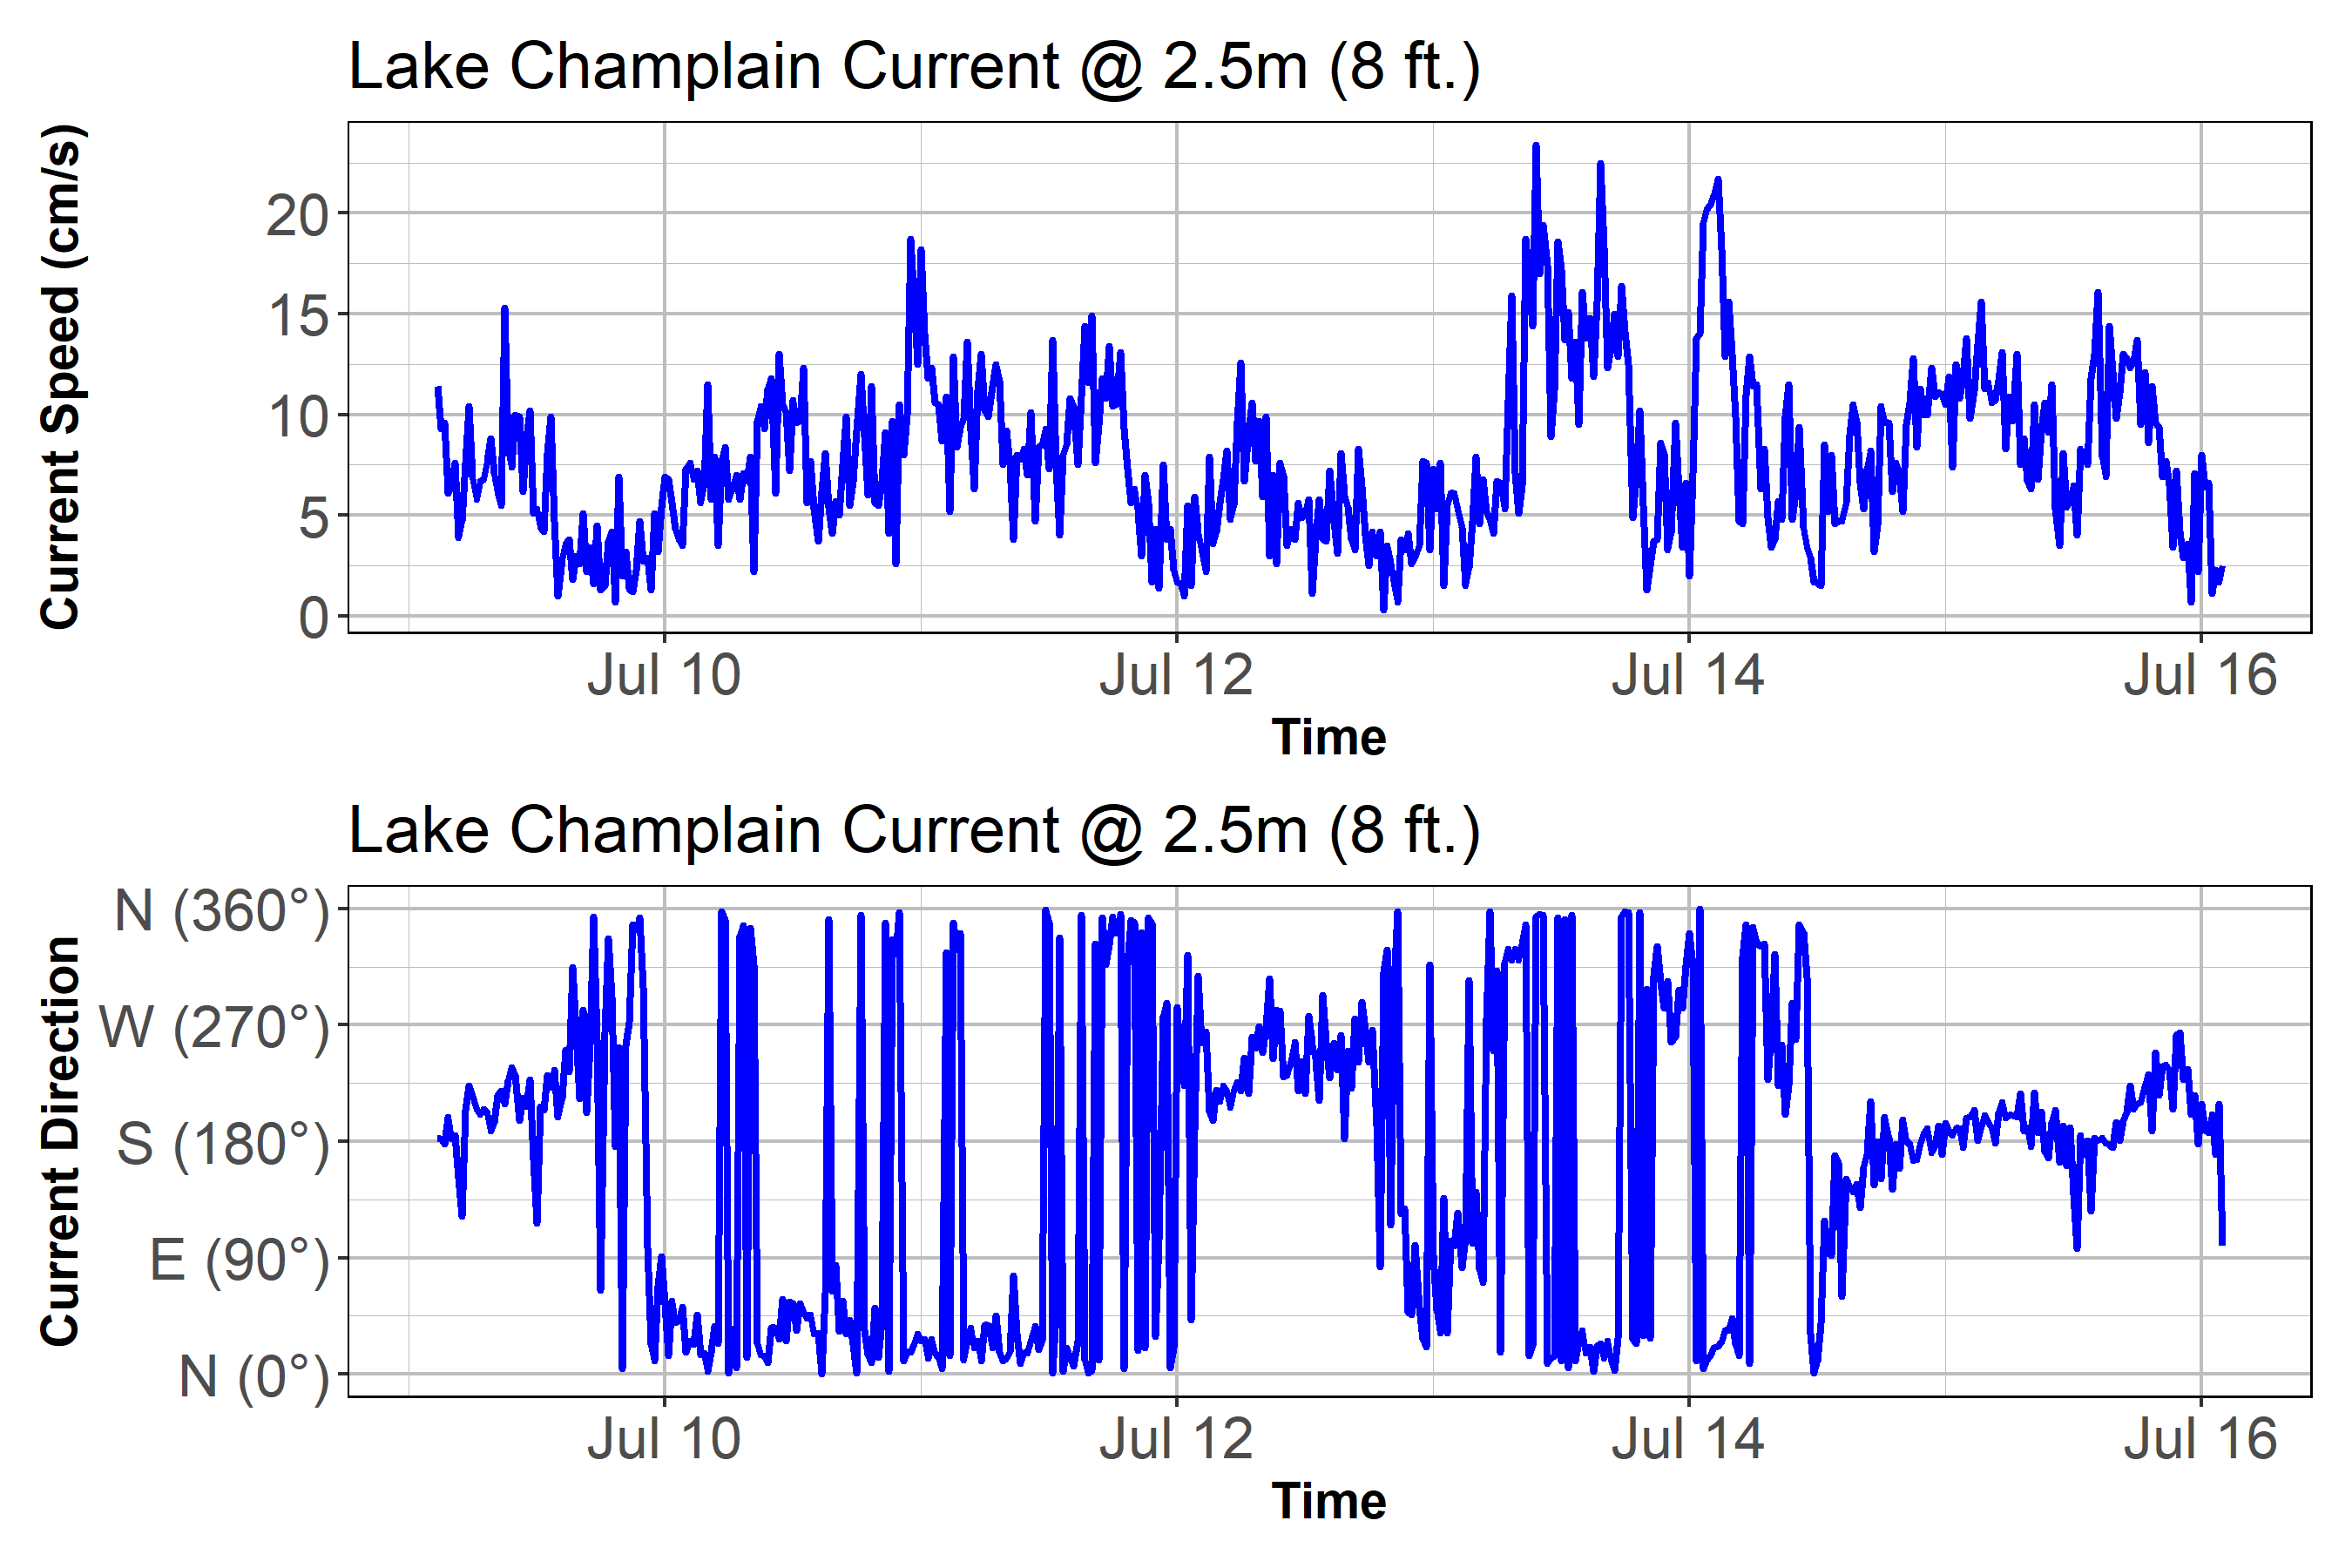 Lake Champlain Current @ 2.5m (8 ft.)
Current Speed (cm/s)
20
15
10
5
0
Jul 10 Jul 12 Jul 14 Jul 16
Time
Lake Champlain Current @ 2.5m (8 ft.)
Current Direction
N (360°)
W (270°)
S (180°)
E (90°)
N (0°)
Jul 10 Jul 12 Jul 14 Jul 16
Time